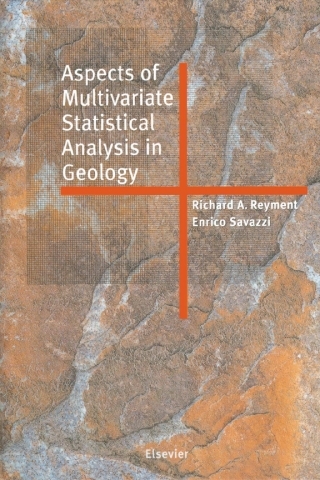 Aspects of
Multivariate
Statistical
Analysis in
Geology
Richard A. Reyment
Enrico Savazzi
Elsevier